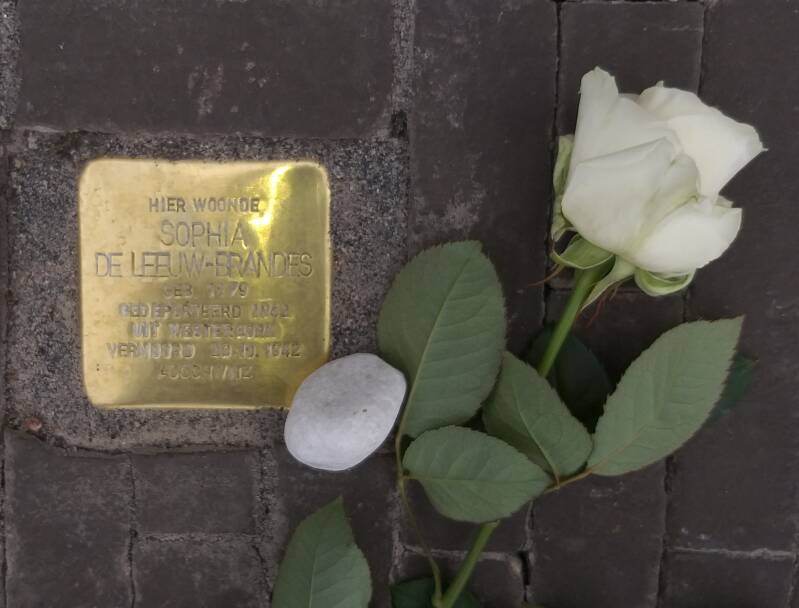 HIER WOONDE
SOPHIA
DE LEEUW-BRANDES
GEB. 1879
GEDEPORTEERD 1942
UIT WESTERBORK
VERMOORD 29.10.1942
AUSCHWITZ